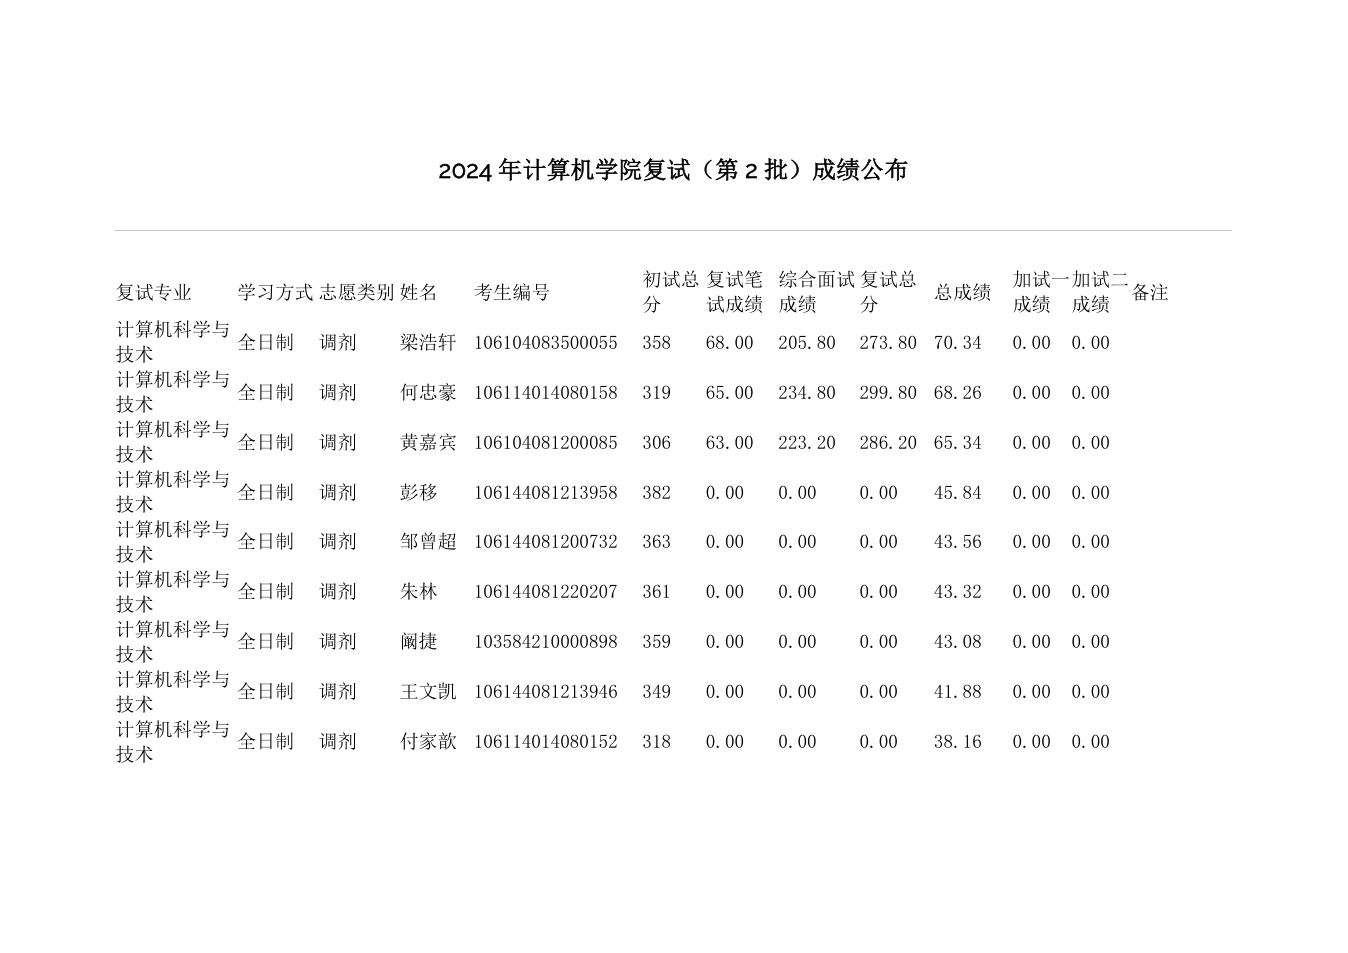 2024 年计算机学院复试（第 2 批）成绩公布
复试专业 学习方式 志愿类别 姓名 考生编号 初试总分 复试笔试成绩 综合面试成绩 复试总分 总成绩 加试一成绩 加试二成绩 备注
计算机科学与技术 全日制 调剂 梁浩轩 106104083500055 358 68.00 205.80 273.80 70.34 0.00 0.00
计算机科学与技术 全日制 调剂 何忠豪 106114014080158 319 65.00 234.80 299.80 68.26 0.00 0.00
计算机科学与技术 全日制 调剂 黄嘉宾 106104081200085 306 63.00 223.20 286.20 65.34 0.00 0.00
计算机科学与技术 全日制 调剂 彭移 106144081213958 382 0.00 0.00 0.00 45.84 0.00 0.00
计算机科学与技术 全日制 调剂 邹曾超 106144081200732 363 0.00 0.00 0.00 43.56 0.00 0.00
计算机科学与技术 全日制 调剂 朱林 106144081220207 361 0.00 0.00 0.00 43.32 0.00 0.00
计算机科学与技术 全日制 调剂 阚捷 103584210000898 359 0.00 0.00 0.00 43.08 0.00 0.00
计算机科学与技术 全日制 调剂 王文凯 106144081213946 349 0.00 0.00 0.00 41.88 0.00 0.00
计算机科学与技术 全日制 调剂 付家歆 106114014080152 318 0.00 0.00 0.00 38.16 0.00 0.00